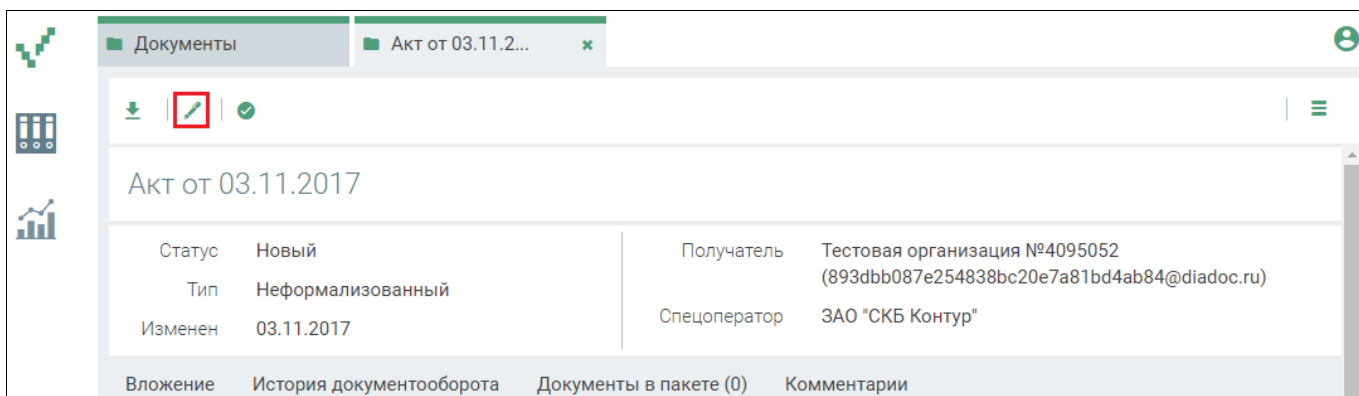 Документы
Акт от 03.11.2...
Акт от 03.11.2017
Статус Новый
Тип Неформализованный
Изменен 03.11.2017
Получатель Тестовая организация №4095052
(893dbb087e254838bc20e7a81bd4ab84@diadoc.ru)
Спецоператор ЗАО "СКБ Контур"
Вложение История документооборота Документы в пакете (0) Комментарии